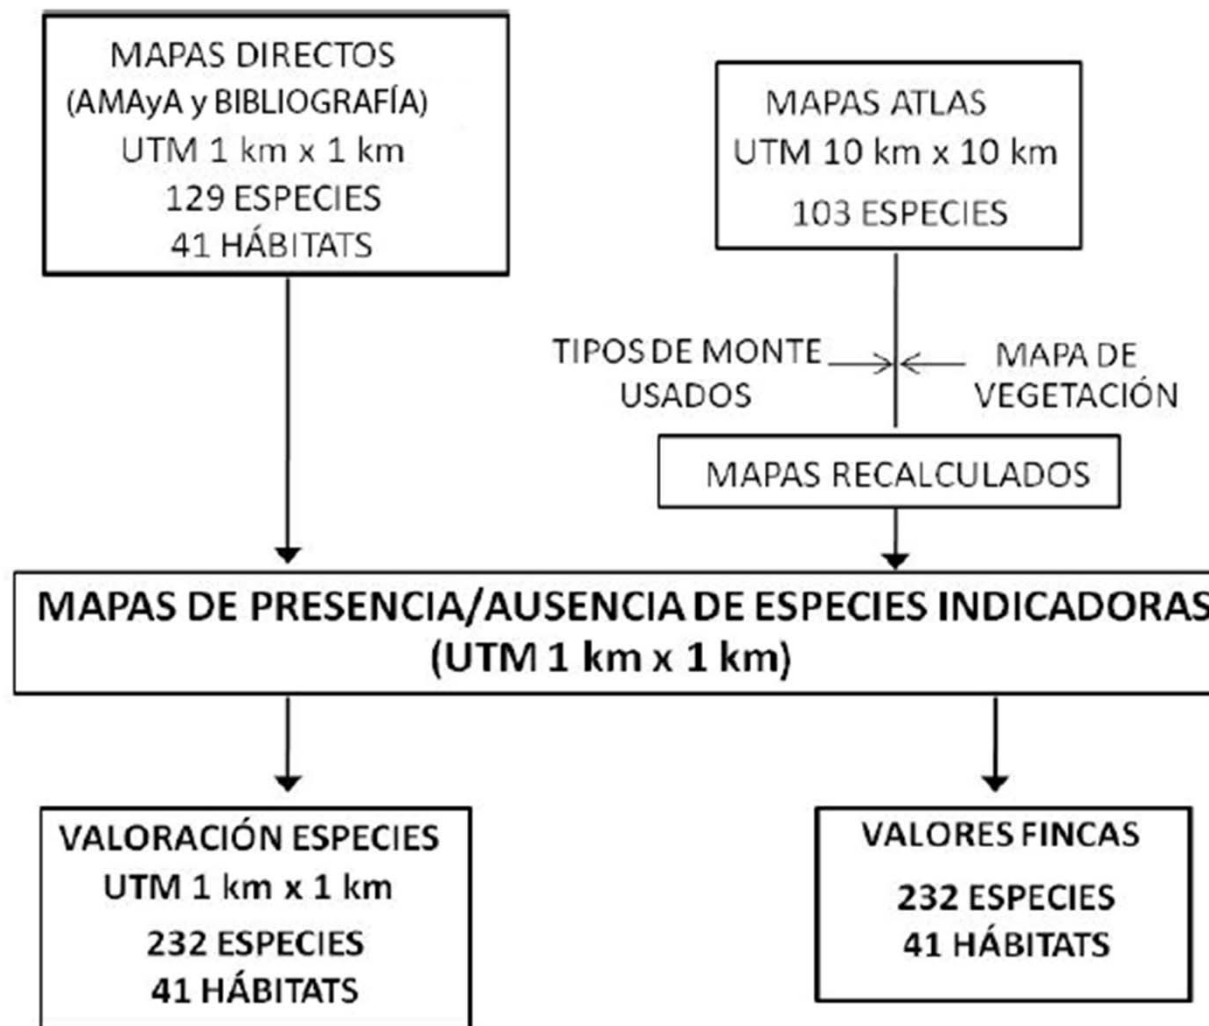 MAPAS DIRECTOS
(AMAyA y BIBLIOGRAFÍA)
UTM 1 km x 1 km
129 ESPECIES
41 HÁBITATS
MAPAS ATLAS
UTM 10 km x 10 km
103 ESPECIES
TIPOS DE MONTE
USADOS
MAPA DE
VEGETACIÓN
MAPAS RECALCULADOS
MAPAS DE PRESENCIA/AUSENCIA DE ESPECIES INDICADORAS
(UTM 1 km x 1 km)
VALORACIÓN ESPECIES
UTM 1 km x 1 km
232 ESPECIES
41 HÁBITATS
VALORES FINCAS
232 ESPECIES
41 HÁBITATS